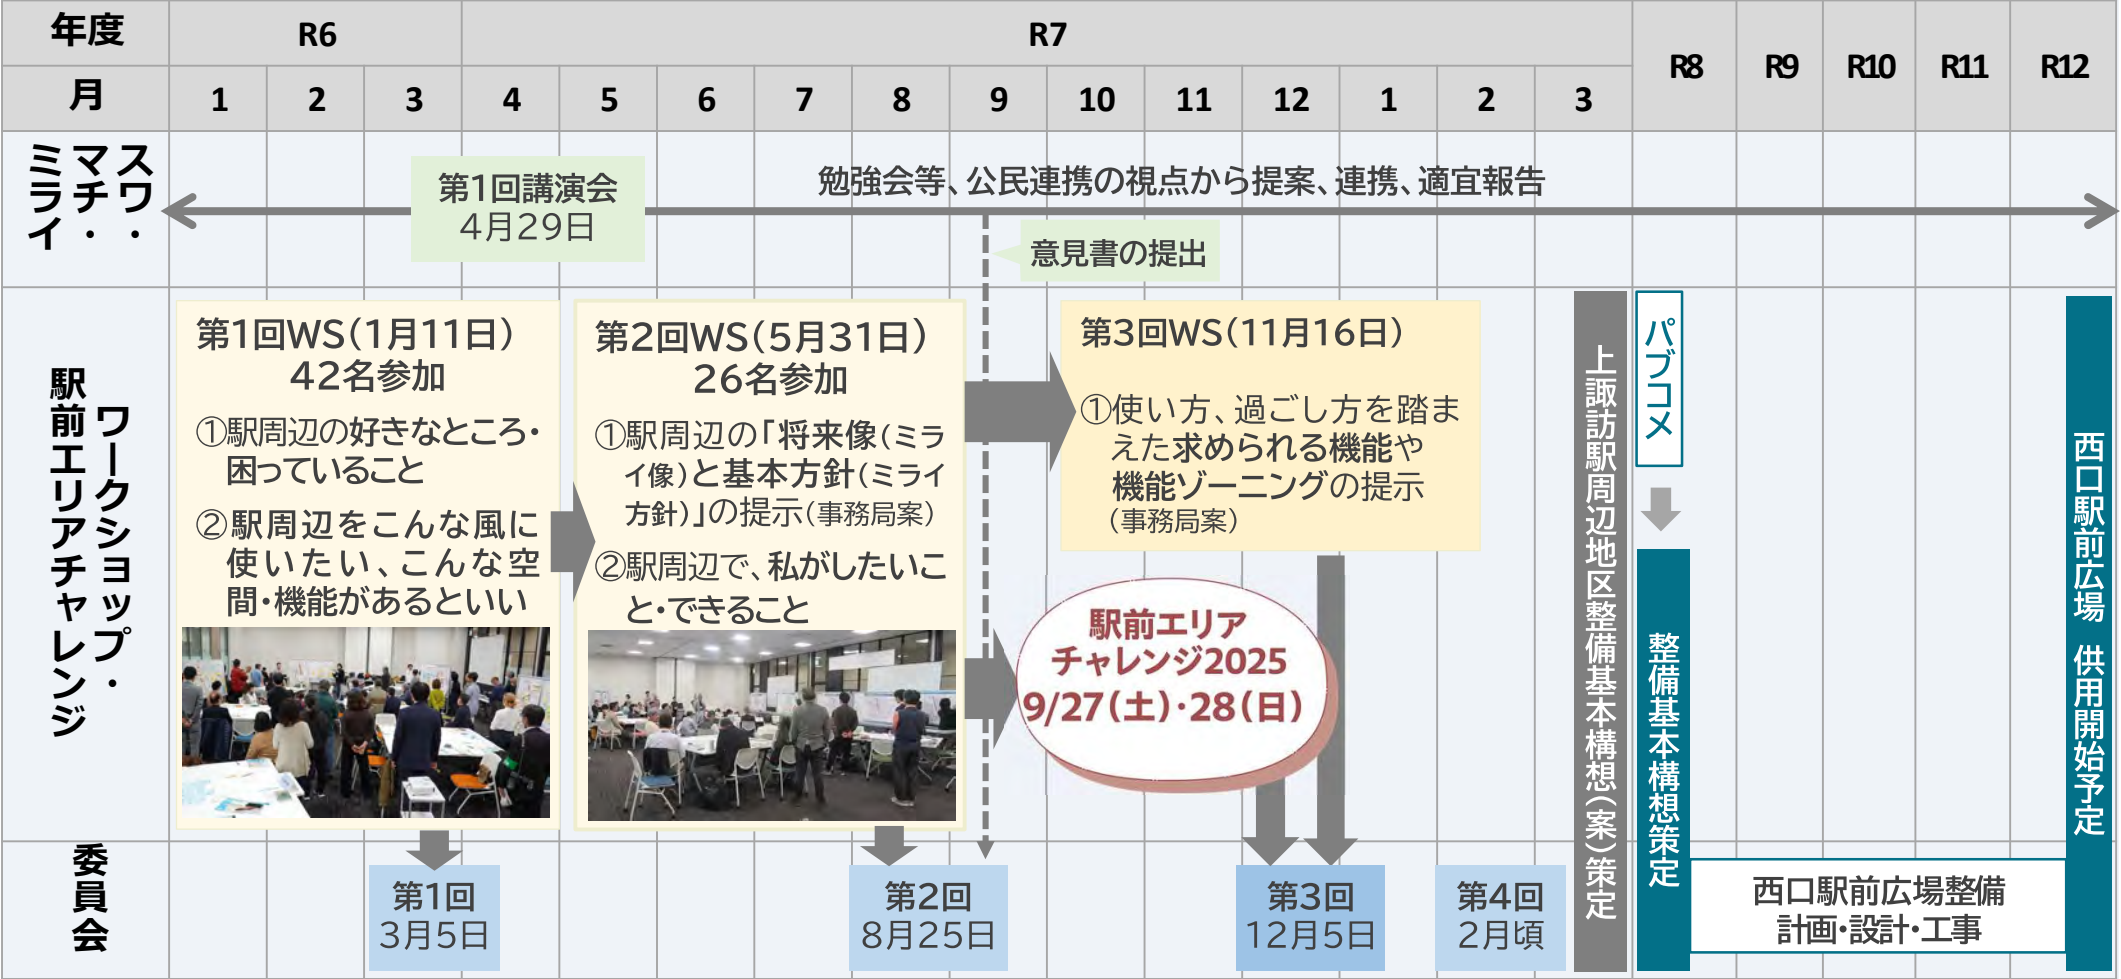 年度
R6
R7
R8
R9
R10
R11
R12
月
1
2
3
4
5
6
7
8
9
10
11
12
1
2
3
スワ・
マチ・
ミライ
第1回講演会
4月29日
勉強会等、公民連携の視点から提案、連携、適宜報告
意見書の提出
ワークショップ・
駅前エリアチャレンジ
第1回WS(1月11日)
42名参加
①駅周辺の好きなところ・
困っていること
②駅周辺をこんな風に
使いたい、こんな空
間・機能があるといい
第2回WS(5月31日)
26名参加
①駅周辺の「将来像(ミラ
イ像)と基本方針(ミライ
方針)」の提示(事務局案)
②駅周辺で、私がしたいこ
と・できること
第3回WS(11月16日)
①使い方、過ごし方を踏ま
えた求められる機能や
機能ゾーニングの提示
(事務局案)
駅前エリア
チャレンジ2025
9/27(土)・28(日)
上諏訪駅周辺地区整備基本構想(案)策定
パブコメ
整備基本構想策定
西口駅前広場 供用開始予定
委員会
第1回
3月5日
第2回
8月25日
第3回
12月5日
第4回
2月頃
西口駅前広場整備
計画・設計・工事